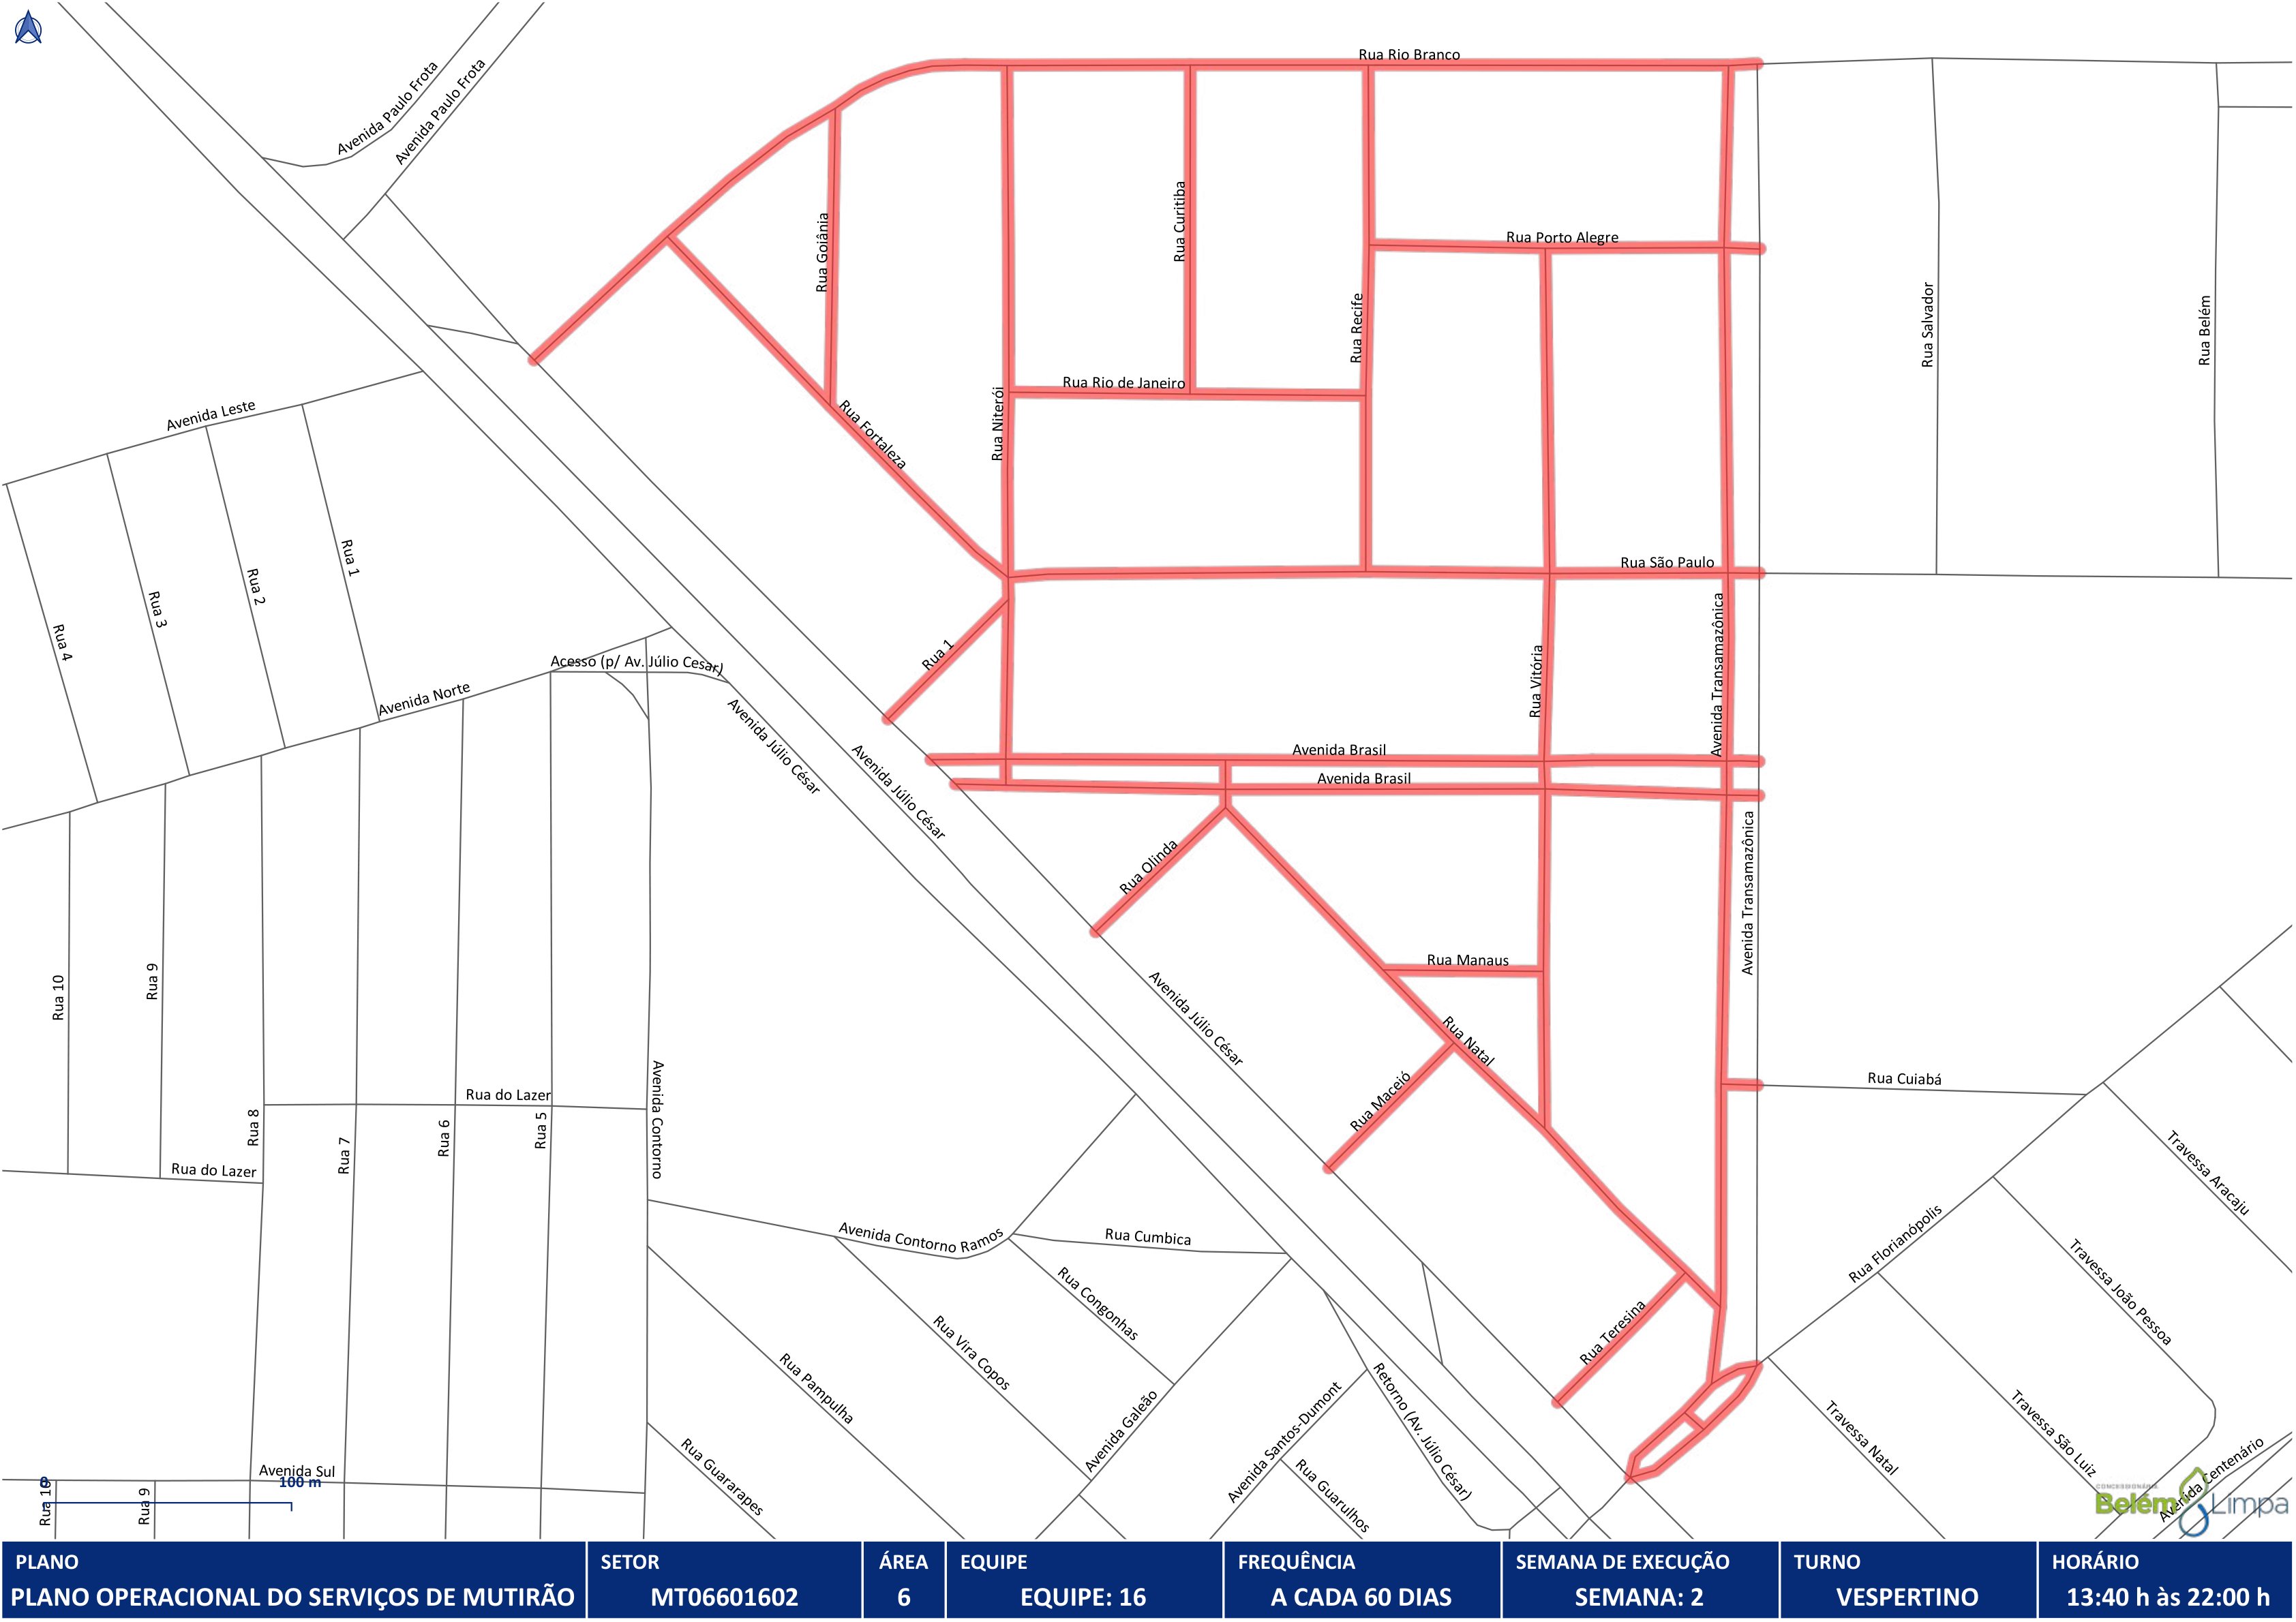 Rua Rio Branco
Avenida Paulo Frota
Avenida Paulo Frota
Rua Goiânia
Rua Curitiba
Rua Porto Alegre
Rua Recife
Rua Salvador
Rua Belém
Rua Rio de Janeiro
Rua Niterói
Rua Fortaleza
Avenida Leste
Rua 1
Rua 2
Rua 3
Rua 4
Rua São Paulo
Avenida Transamazônica
Rua Vitória
Rua 1
Acesso (p/ Av. Júlio Cesar)
Avenida Norte
Avenida Júlio César
Avenida Júlio César
Avenida Brasil
Avenida Brasil
Rua Olinda
Avenida Transamazônica
Rua Manaus
Rua 10
Rua 9
Avenida Júlio César
Rua Natal
Rua Maceió
Rua Cuiabá
Rua do Lazer
Rua 8
Rua 7
Rua 6
Rua 5
Avenida Contorno
Rua do Lazer
Travessa Aracaju
Rua Florianópolis
Travessa João Pessoa
Avenida Contorno Ramos
Rua Cumbica
Rua Congonhas
Rua Vira Copos
Rua Teresina
Rua Pampulha
Avenida Galeão
Avenida Santos-Dumont
Retorno (Av. Júlio César)
Rua Guarulhos
Rua Guararapes
Travessa Natal
Travessa São Luiz
Avenida Centenário
Avenida Sul
Rua 10
Rua 9
0
100 m
CONCESSIONÁRIA
Belém Limpa
PLANO
PLANO OPERACIONAL DO SERVIÇOS DE MUTIRÃO
SETOR
MT06601602
ÁREA
6
EQUIPE
EQUIPE: 16
FREQUÊNCIA
A CADA 60 DIAS
SEMANA DE EXECUÇÃO
SEMANA: 2
TURNO
VESPERTINO
HORÁRIO
13:40 h às 22:00 h